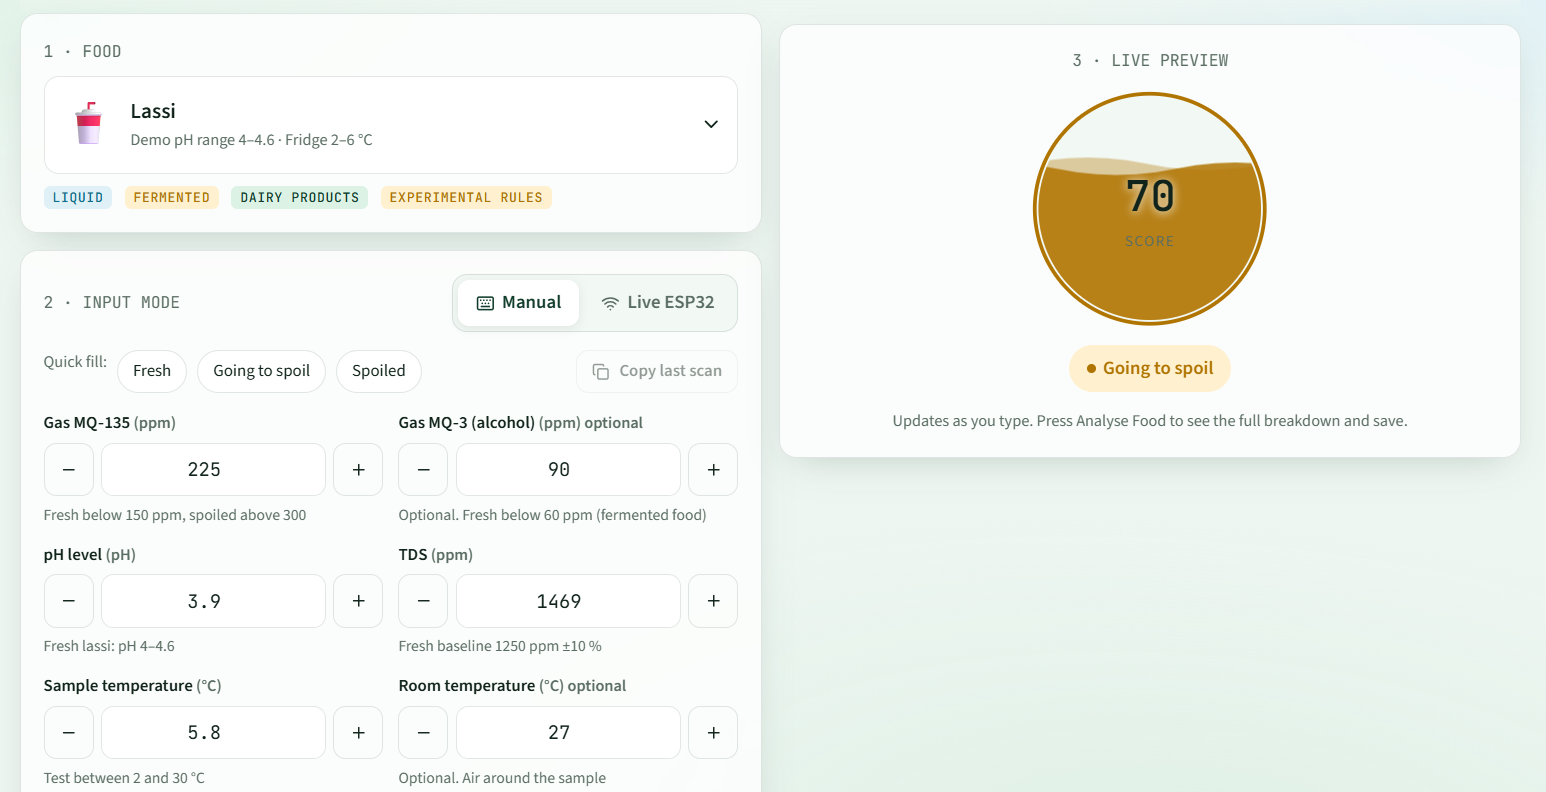 1 · FOOD
Lassi
Demo pH range 4–4.6 · Fridge 2–6 °C
LIQUID FERMENTED DAIRY PRODUCTS EXPERIMENTAL RULES
2 · INPUT MODE
Manual
Live ESP32
Quick fill: Fresh Going to spoil Spoiled
Copy last scan
Gas MQ-135 (ppm)
− 225 +
Fresh below 150 ppm, spoiled above 300
Gas MQ-3 (alcohol) (ppm) optional
− 90 +
Optional. Fresh below 60 ppm (fermented food)
pH level (pH)
− 3.9 +
Fresh lassi: pH 4–4.6
TDS (ppm)
− 1469 +
Fresh baseline 1250 ppm ±10 %
Sample temperature (°C)
− 5.8 +
Test between 2 and 30 °C
Room temperature (°C) optional
− 27 +
Optional. Air around the sample
3 · LIVE PREVIEW
70
SCORE
Going to spoil
Updates as you type. Press Analyse Food to see the full breakdown and save.